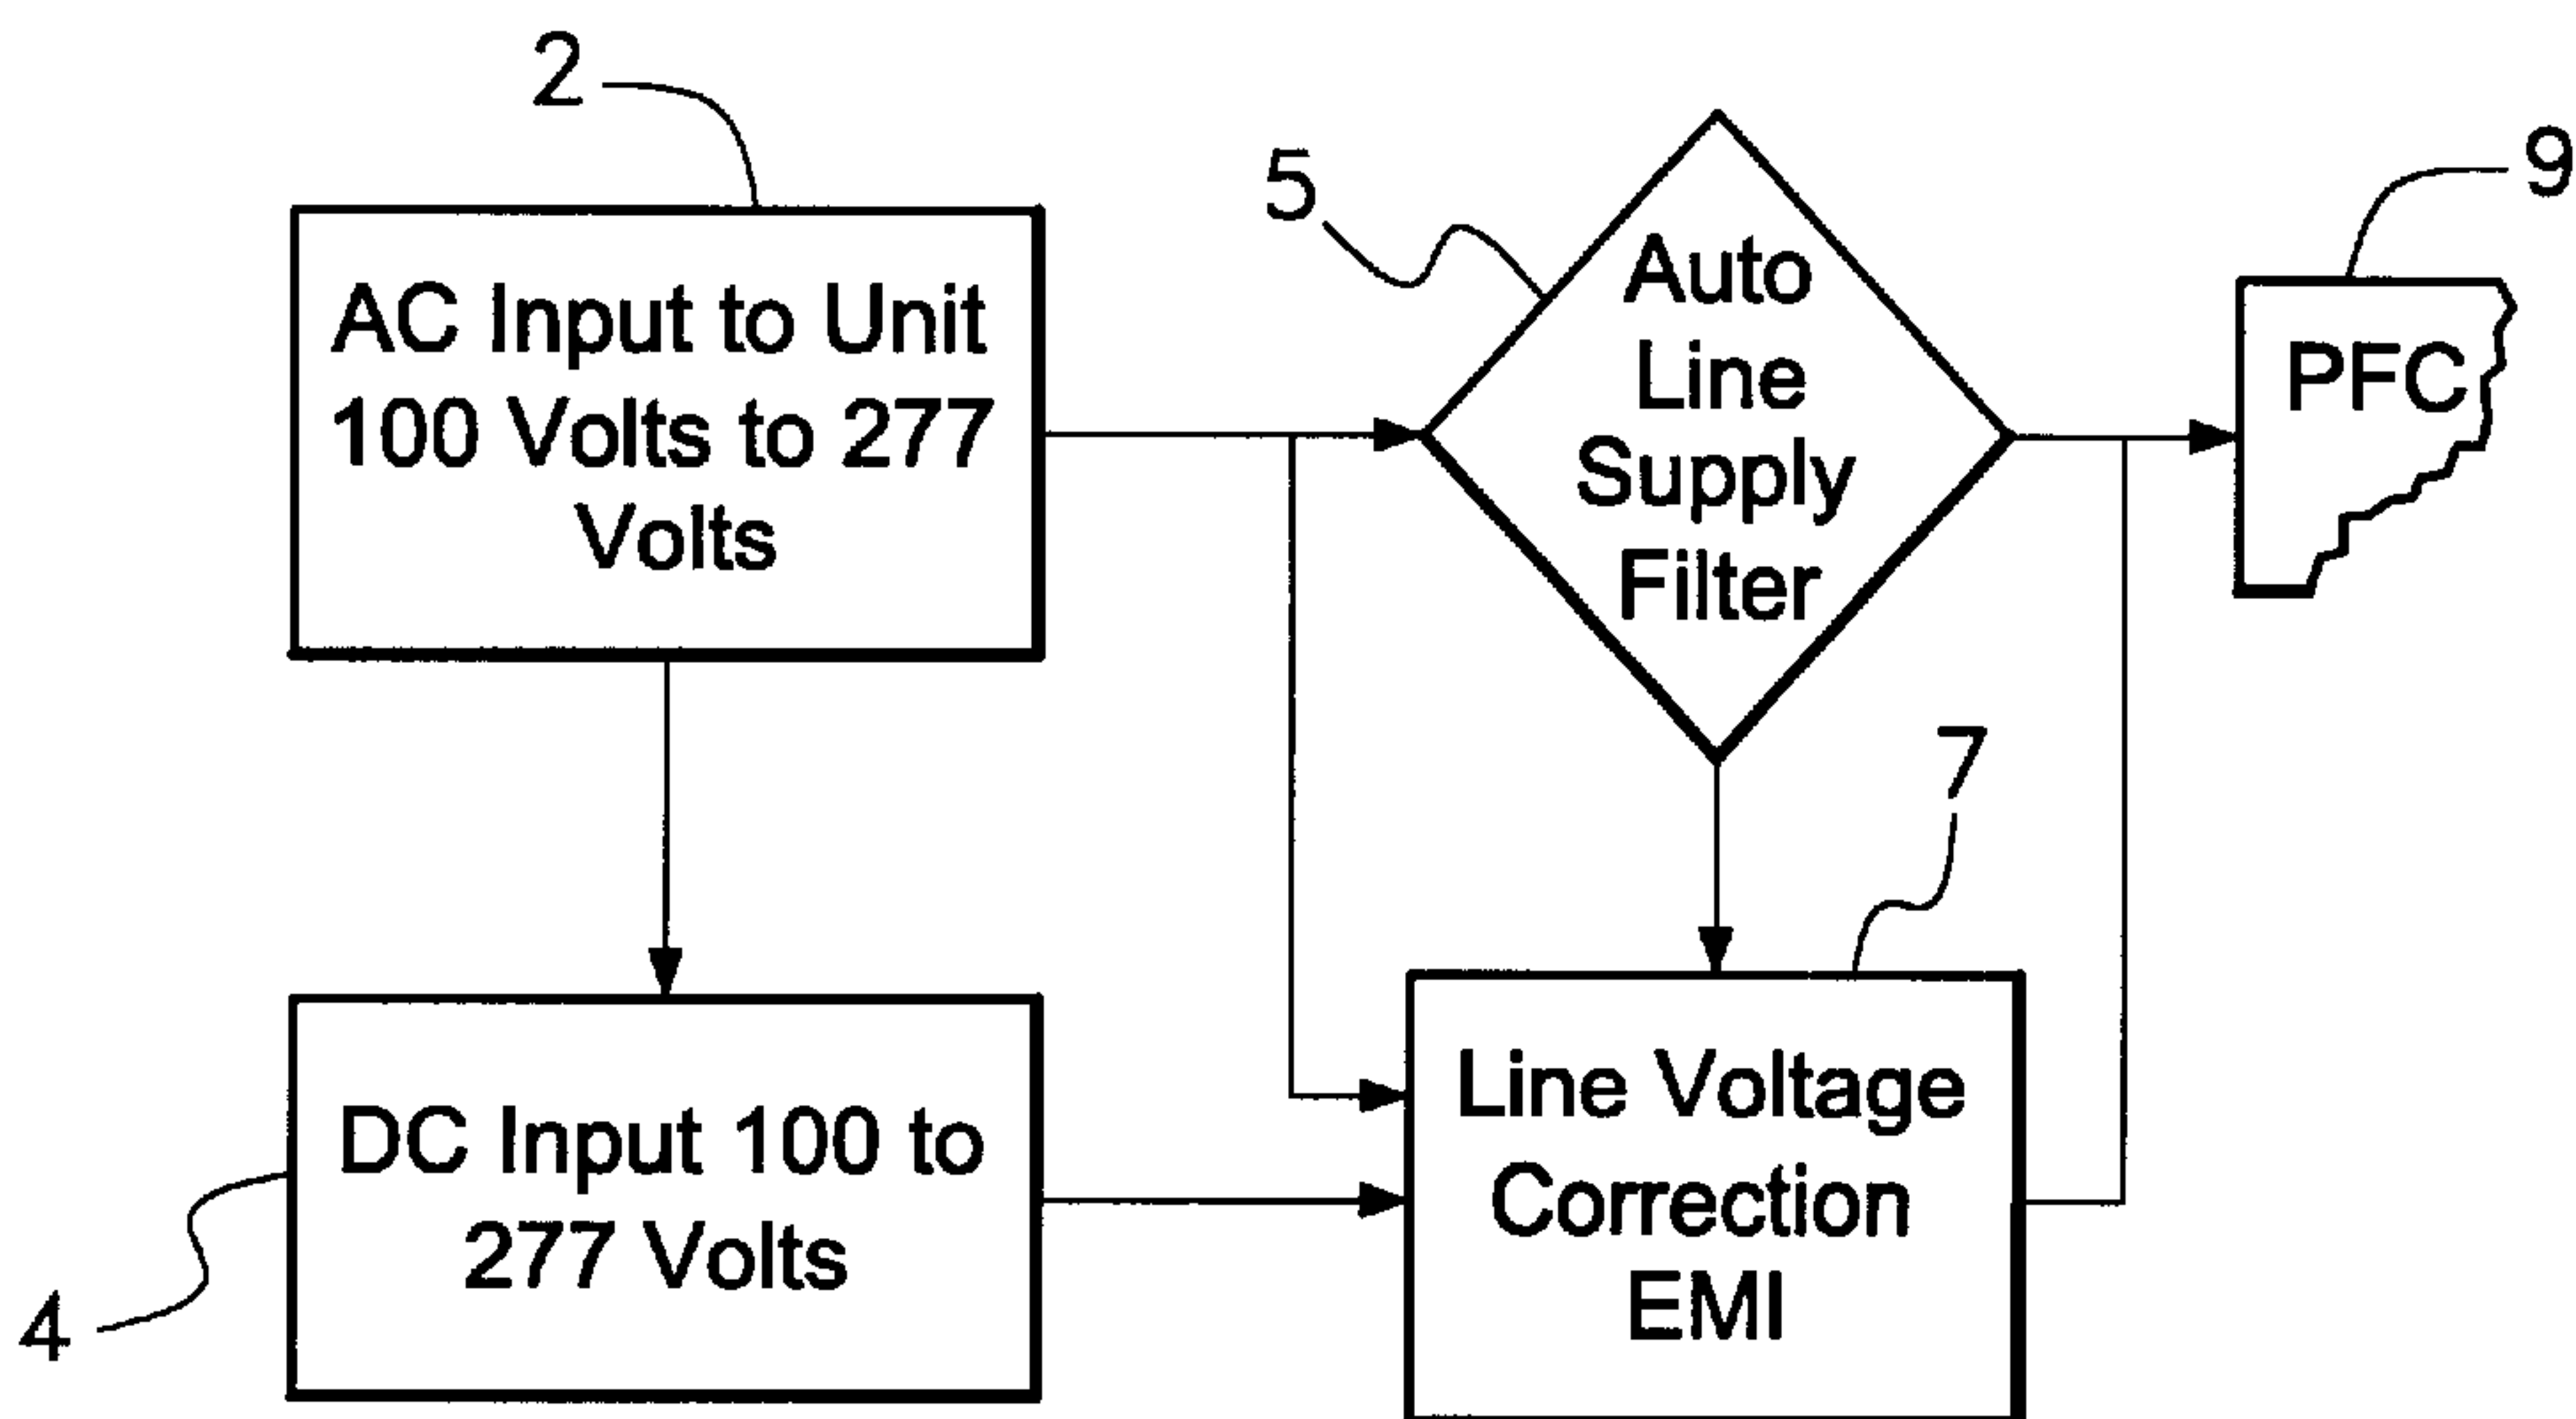 2
AC Input to Unit
100 Volts to 277
Volts
5
Auto
Line
Supply
Filter
9
PFC
4
DC Input 100 to
277 Volts
7
Line Voltage
Correction
EMI